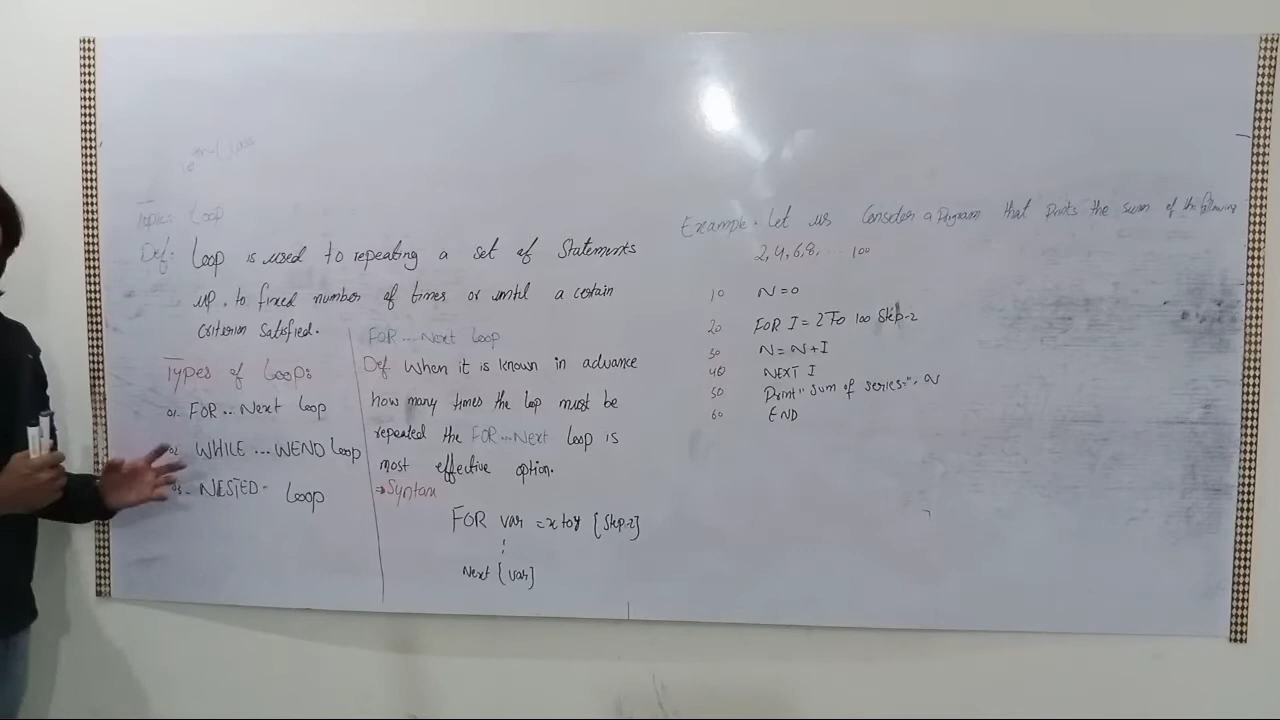 10th Class
Topic: Loop
Def: Loop is used to repeating a set of Statements
up to fixed number of times or until a certain
criterion satisfied.
Types of Loop:
01. FOR...Next Loop
02. WHILE ...WEND Loop
03. NESTED- Loop
FOR...Next Loop
Def When it is known in advance
how many times the loop must be
repeated the FOR...Next Loop is
most effective option.
⇒Syntax
FOR var = x to y [Step-z]
Next [var]
Example. Let us Consider a Program that prints the sum of the following
2, 4, 6, 8, ... 100
10 N=0
20 FOR I = 2 To 100 Step-2
30 N = N+I
40 NEXT I
50 Print "Sum of series=", N
60 END